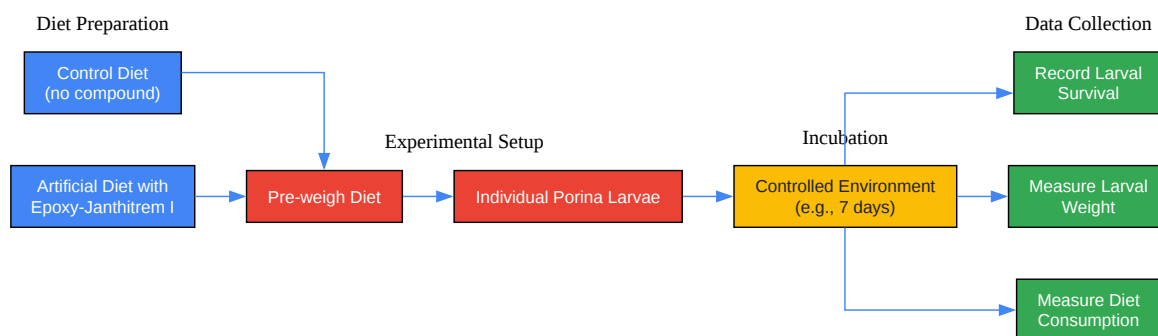 Diet Preparation
Data Collection
Control Diet
(no compound)
Record Larval
Survival
Experimental Setup
Incubation
Artificial Diet with
Epoxy-Janthitrem I
Pre-weigh Diet
Individual Porina Larvae
Controlled Environment
(e.g., 7 days)
Measure Larval
Weight
Measure Diet
Consumption